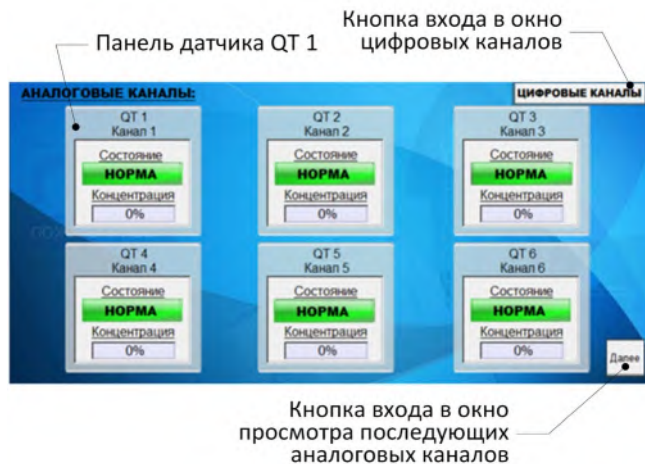 Кнопка входа в окно
цифровых каналов
Панель датчика QT 1
АНАЛОГОВЫЕ КАНАЛЫ:
ЦИФРОВЫЕ КАНАЛЫ
QT 1
Канал 1
Состояние
НОРМА
Концентрация
0%
QT 2
Канал 2
Состояние
НОРМА
Концентрация
0%
QT 3
Канал 3
Состояние
НОРМА
Концентрация
0%
QT 4
Канал 4
Состояние
НОРМА
Концентрация
0%
QT 5
Канал 5
Состояние
НОРМА
Концентрация
0%
QT 6
Канал 6
Состояние
НОРМА
Концентрация
0%
Далее
Кнопка входа в окно
просмотра последующих
аналоговых каналов